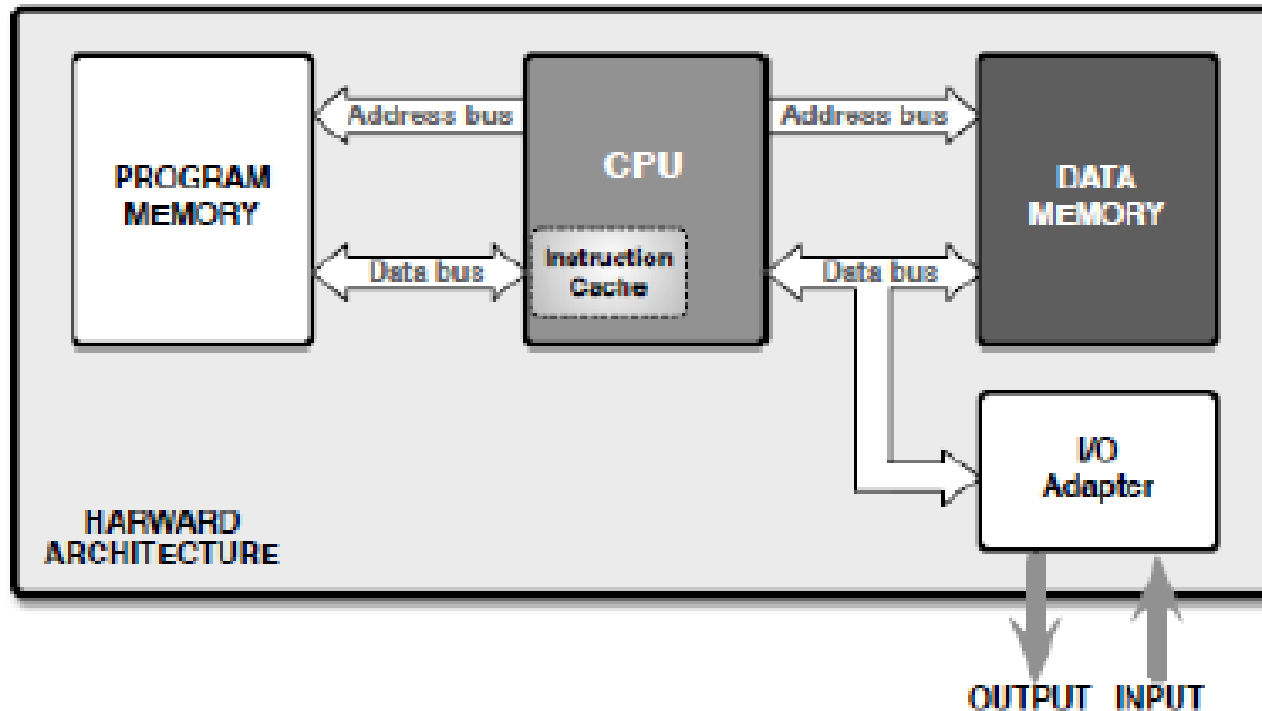 PROGRAM
MEMORY
Address bus
Data bus
CPU
Instruction
Cache
Address bus
Data bus
DATA
MEMORY
I/O
Adapter
HARWARD
ARCHITECTURE
OUTPUT INPUT